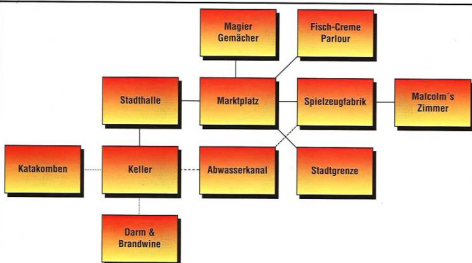 Magier
Gemächer
Fisch-Creme
Parlour
Stadthalle
Marktplatz
Spielzeugfabrik
Malcolm´s
Zimmer
Katakomben
Keller
Abwasserkanal
Stadtgrenze
Darm &
Brandwine